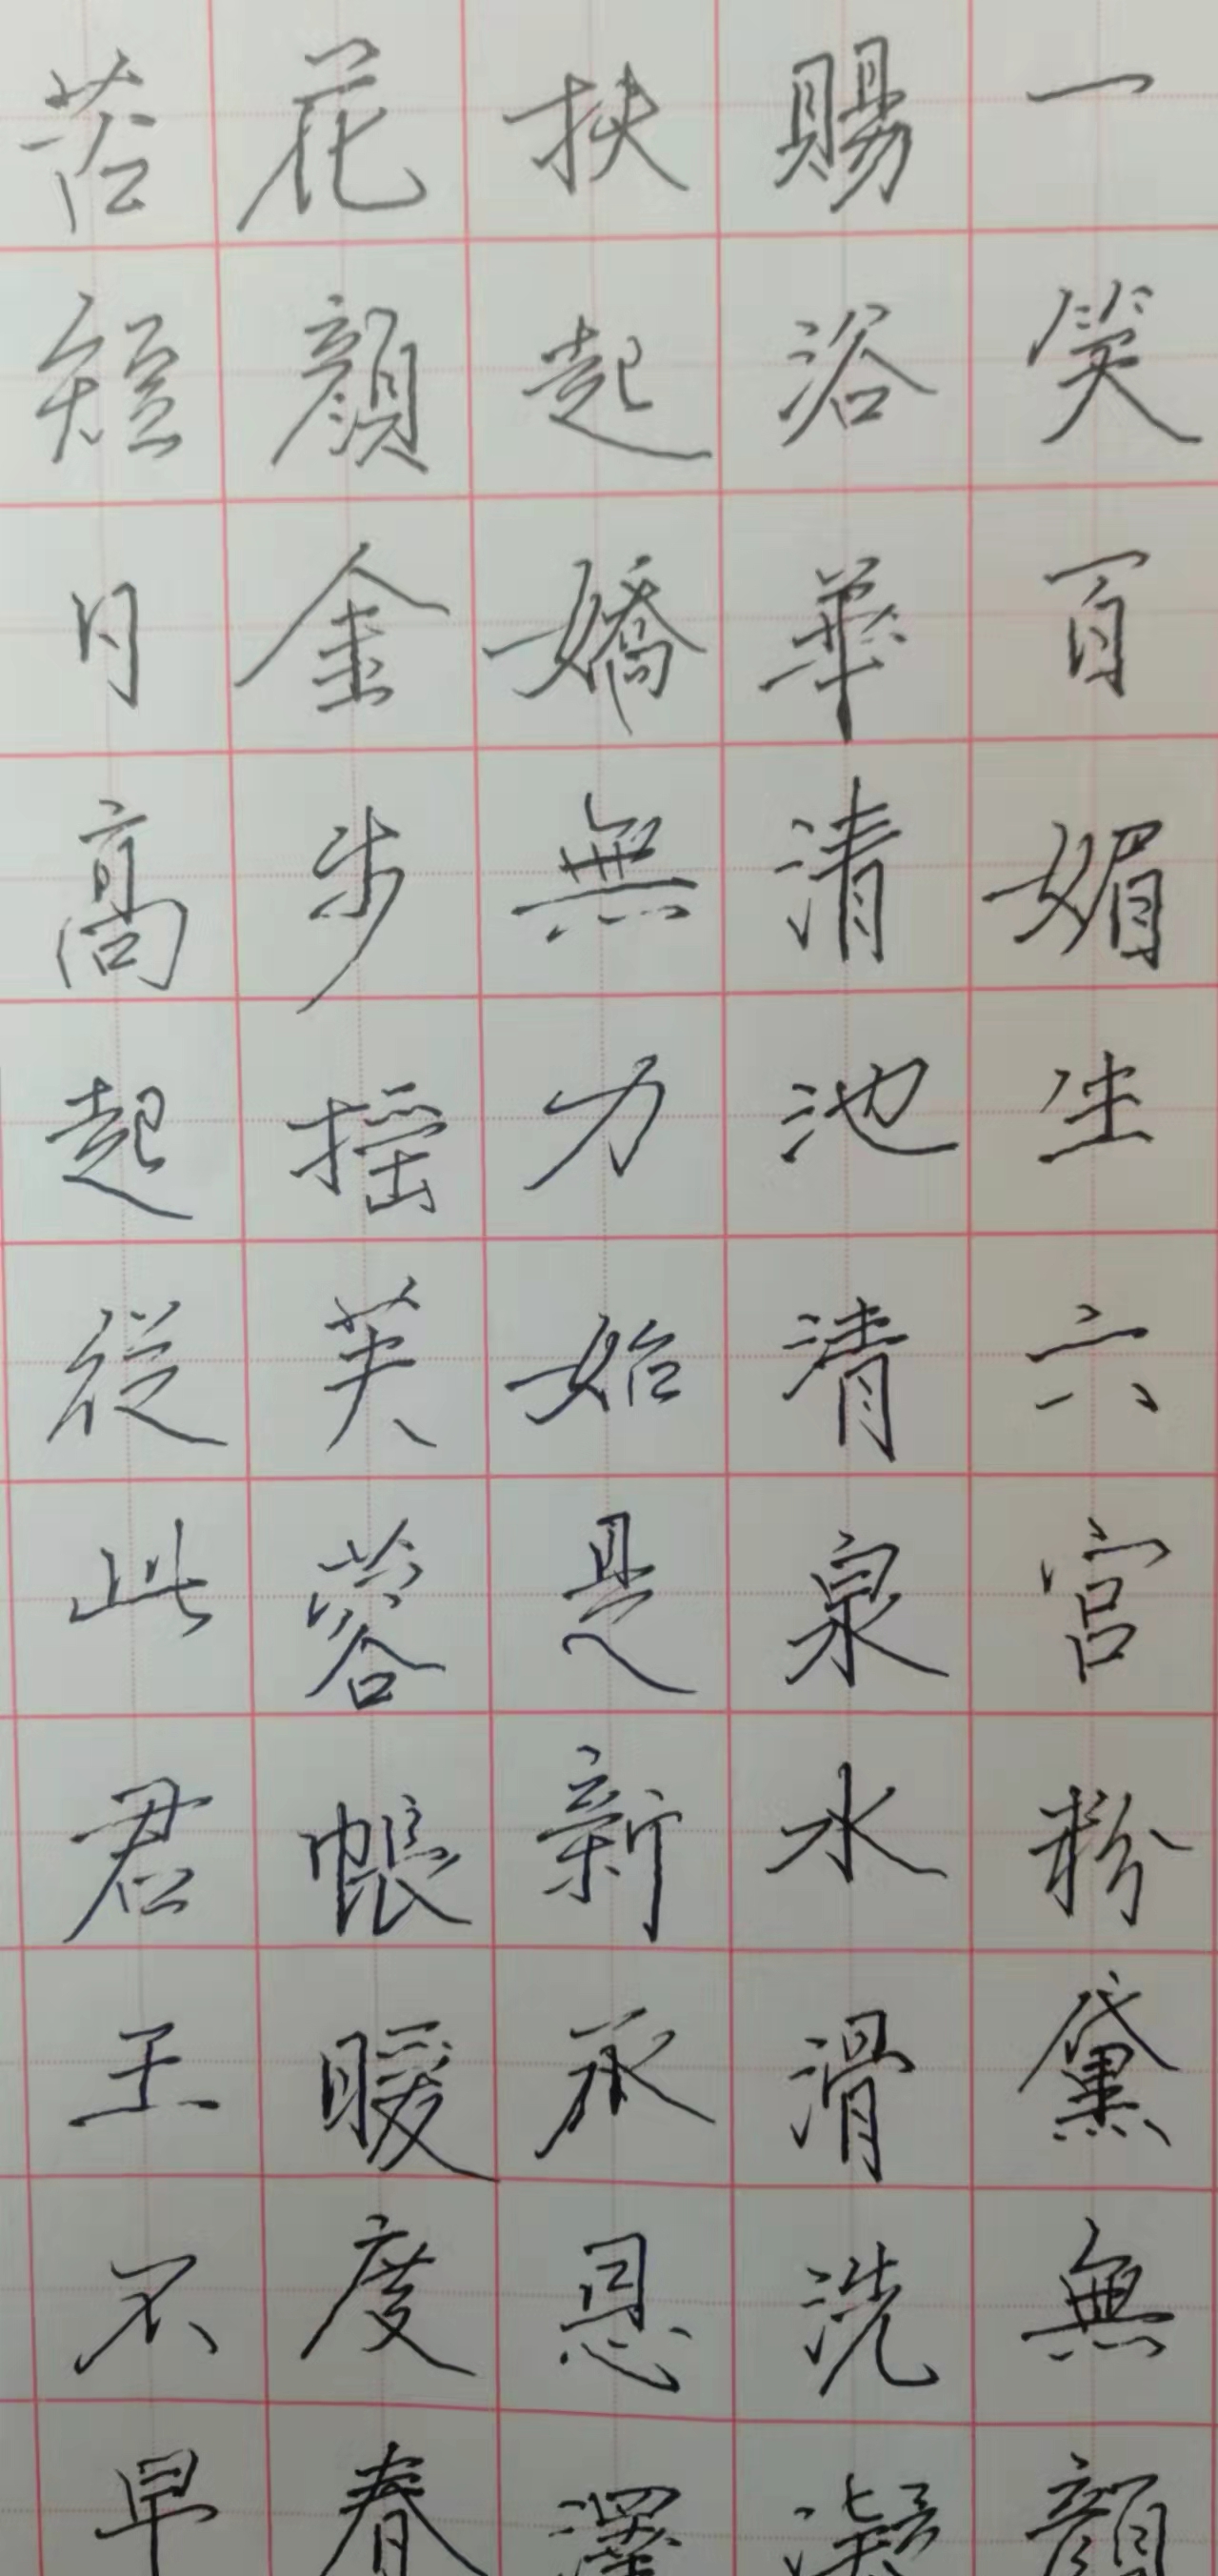 一笑百媚生六宫粉黛無顏
賜浴華清池清泉水滑洗凝
扶起嬌無力始是新承恩澤
花顏金步摇芙蓉帳暖度春
苦短日高起從此君王不早